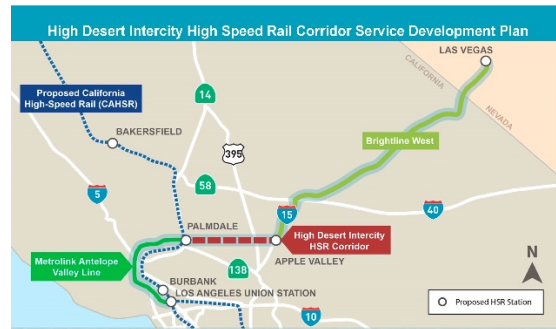 High Desert Intercity High Speed Rail Corridor Service Development Plan
LAS VEGAS
CALIFORNIA
NEVADA
Proposed California
High-Speed Rail (CAHSR)
14
BAKERSFIELD
395
Brightline West
58
5
15
40
PALMDALE
High Desert Intercity
HSR Corridor
APPLE VALLEY
Metrolink Antelope
Valley Line
138
N
BURBANK
LOS ANGELES UNION STATION
10
Proposed HSR Station